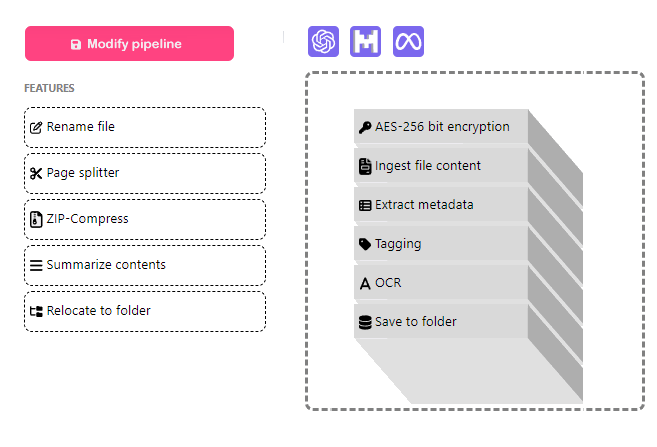 Modify pipeline
FEATURES
Rename file
Page splitter
ZIP-Compress
Summarize contents
Relocate to folder
AES-256 bit encryption
Ingest file content
Extract metadata
Tagging
OCR
Save to folder